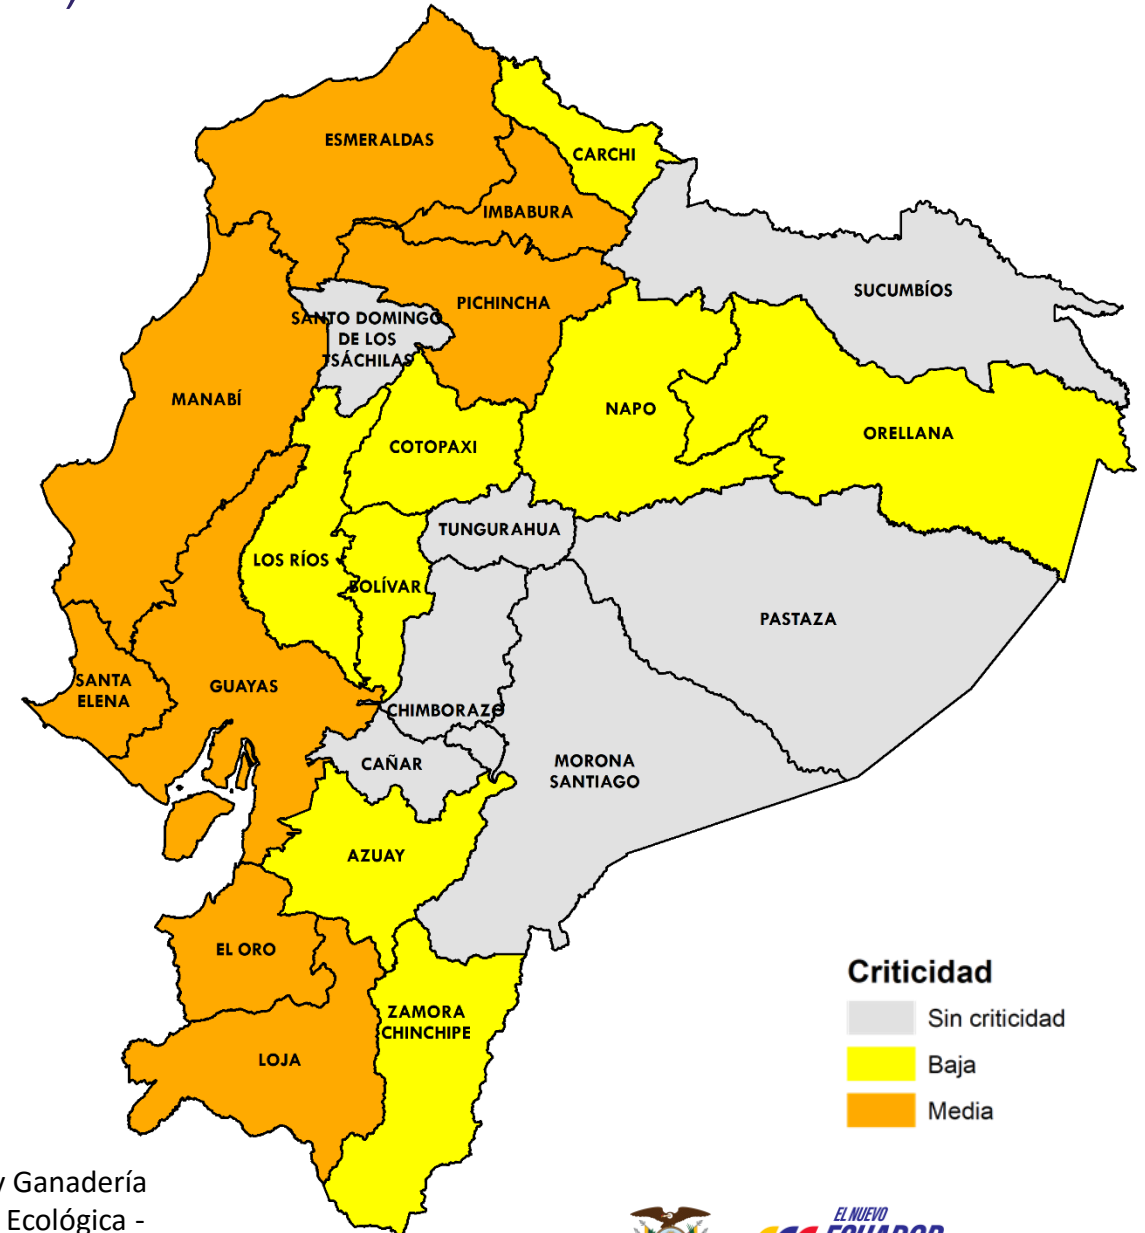 ESMERALDAS
CARCHI
IMBABURA
SUCUMBÍOS
PICHINCHA
SANTO DOMINGO
DE LOS
TSÁCHILAS
MANABÍ
NAPO
ORELLANA
COTOPAXI
TUNGURAHUA
LOS RÍOS
BOLÍVAR
PASTAZA
SANTA
ELENA
GUAYAS
CHIMBORAZO
CAÑAR
MORONA
SANTIAGO
AZUAY
EL ORO
ZAMORA
CHINCHIPE
LOJA
Criticidad
Sin criticidad
Baja
Media
y Ganadería
Ecológica -
EL NUEVO
ECUADOR